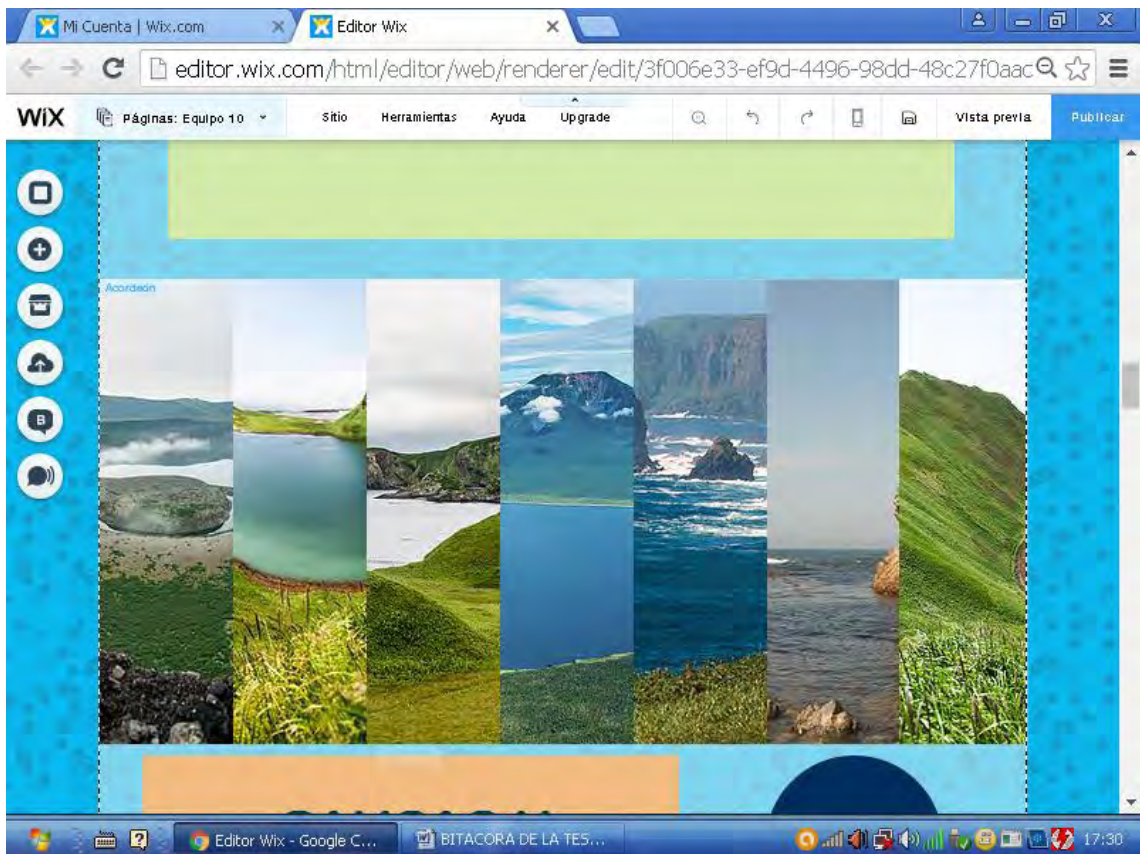 Mi Cuenta | Wix.com
Editor Wix
editor.wix.com/html/editor/web/renderer/edit/3f006e33-ef9d-4496-98dd-48c27f0aac
WiX
Páginas: Equipo 10
Sitio
Herramientas
Ayuda
Upgrade
Vista previa
Publicar
Acordeón
B
Editor Wix - Google C...
BITACORA DE LA TES...
17:30